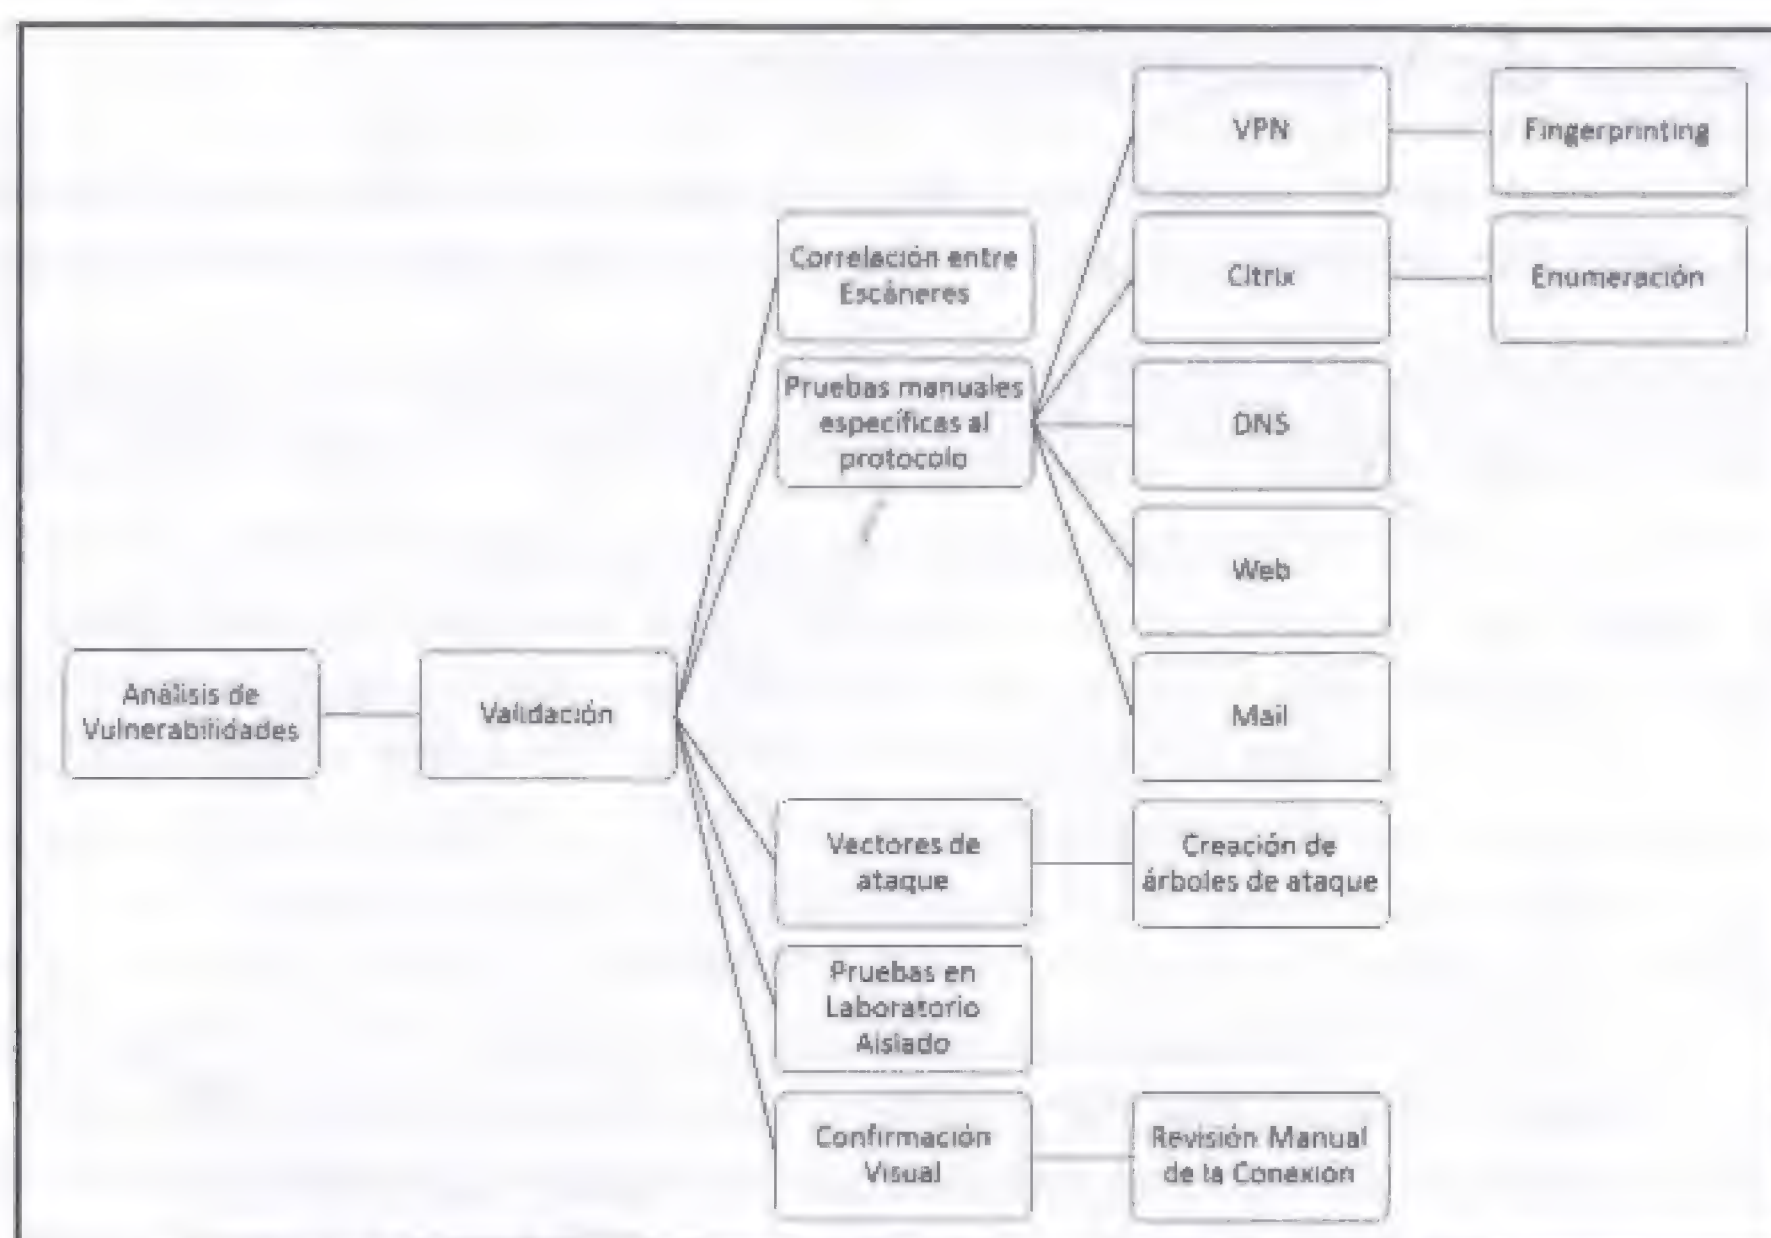 VPN
Fingerprinting
Correlación entre
Escáneres
Citrix
Enumeración
Pruebas manuales
específicas al
protocolo
DNS
Web
Análisis de
Vulnerabilidades
Validación
Mail
Vectores de
ataque
Creación de
árboles de ataque
Pruebas en
Laboratorio
Aislado
Confirmación
Visual
Revisión Manual
de la Conexión